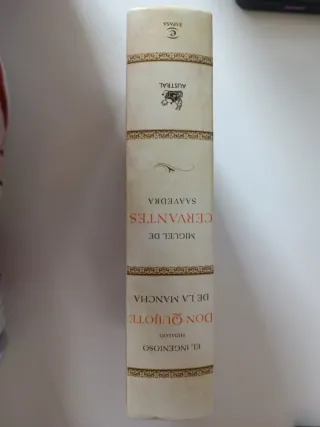 EL INGENIOSO
HIDALGO
DON QUIJOTE
DE LA MANCHA
MIGUEL DE
CERVANTES
SAAVEDRA
AUSTRAL
ESPASA